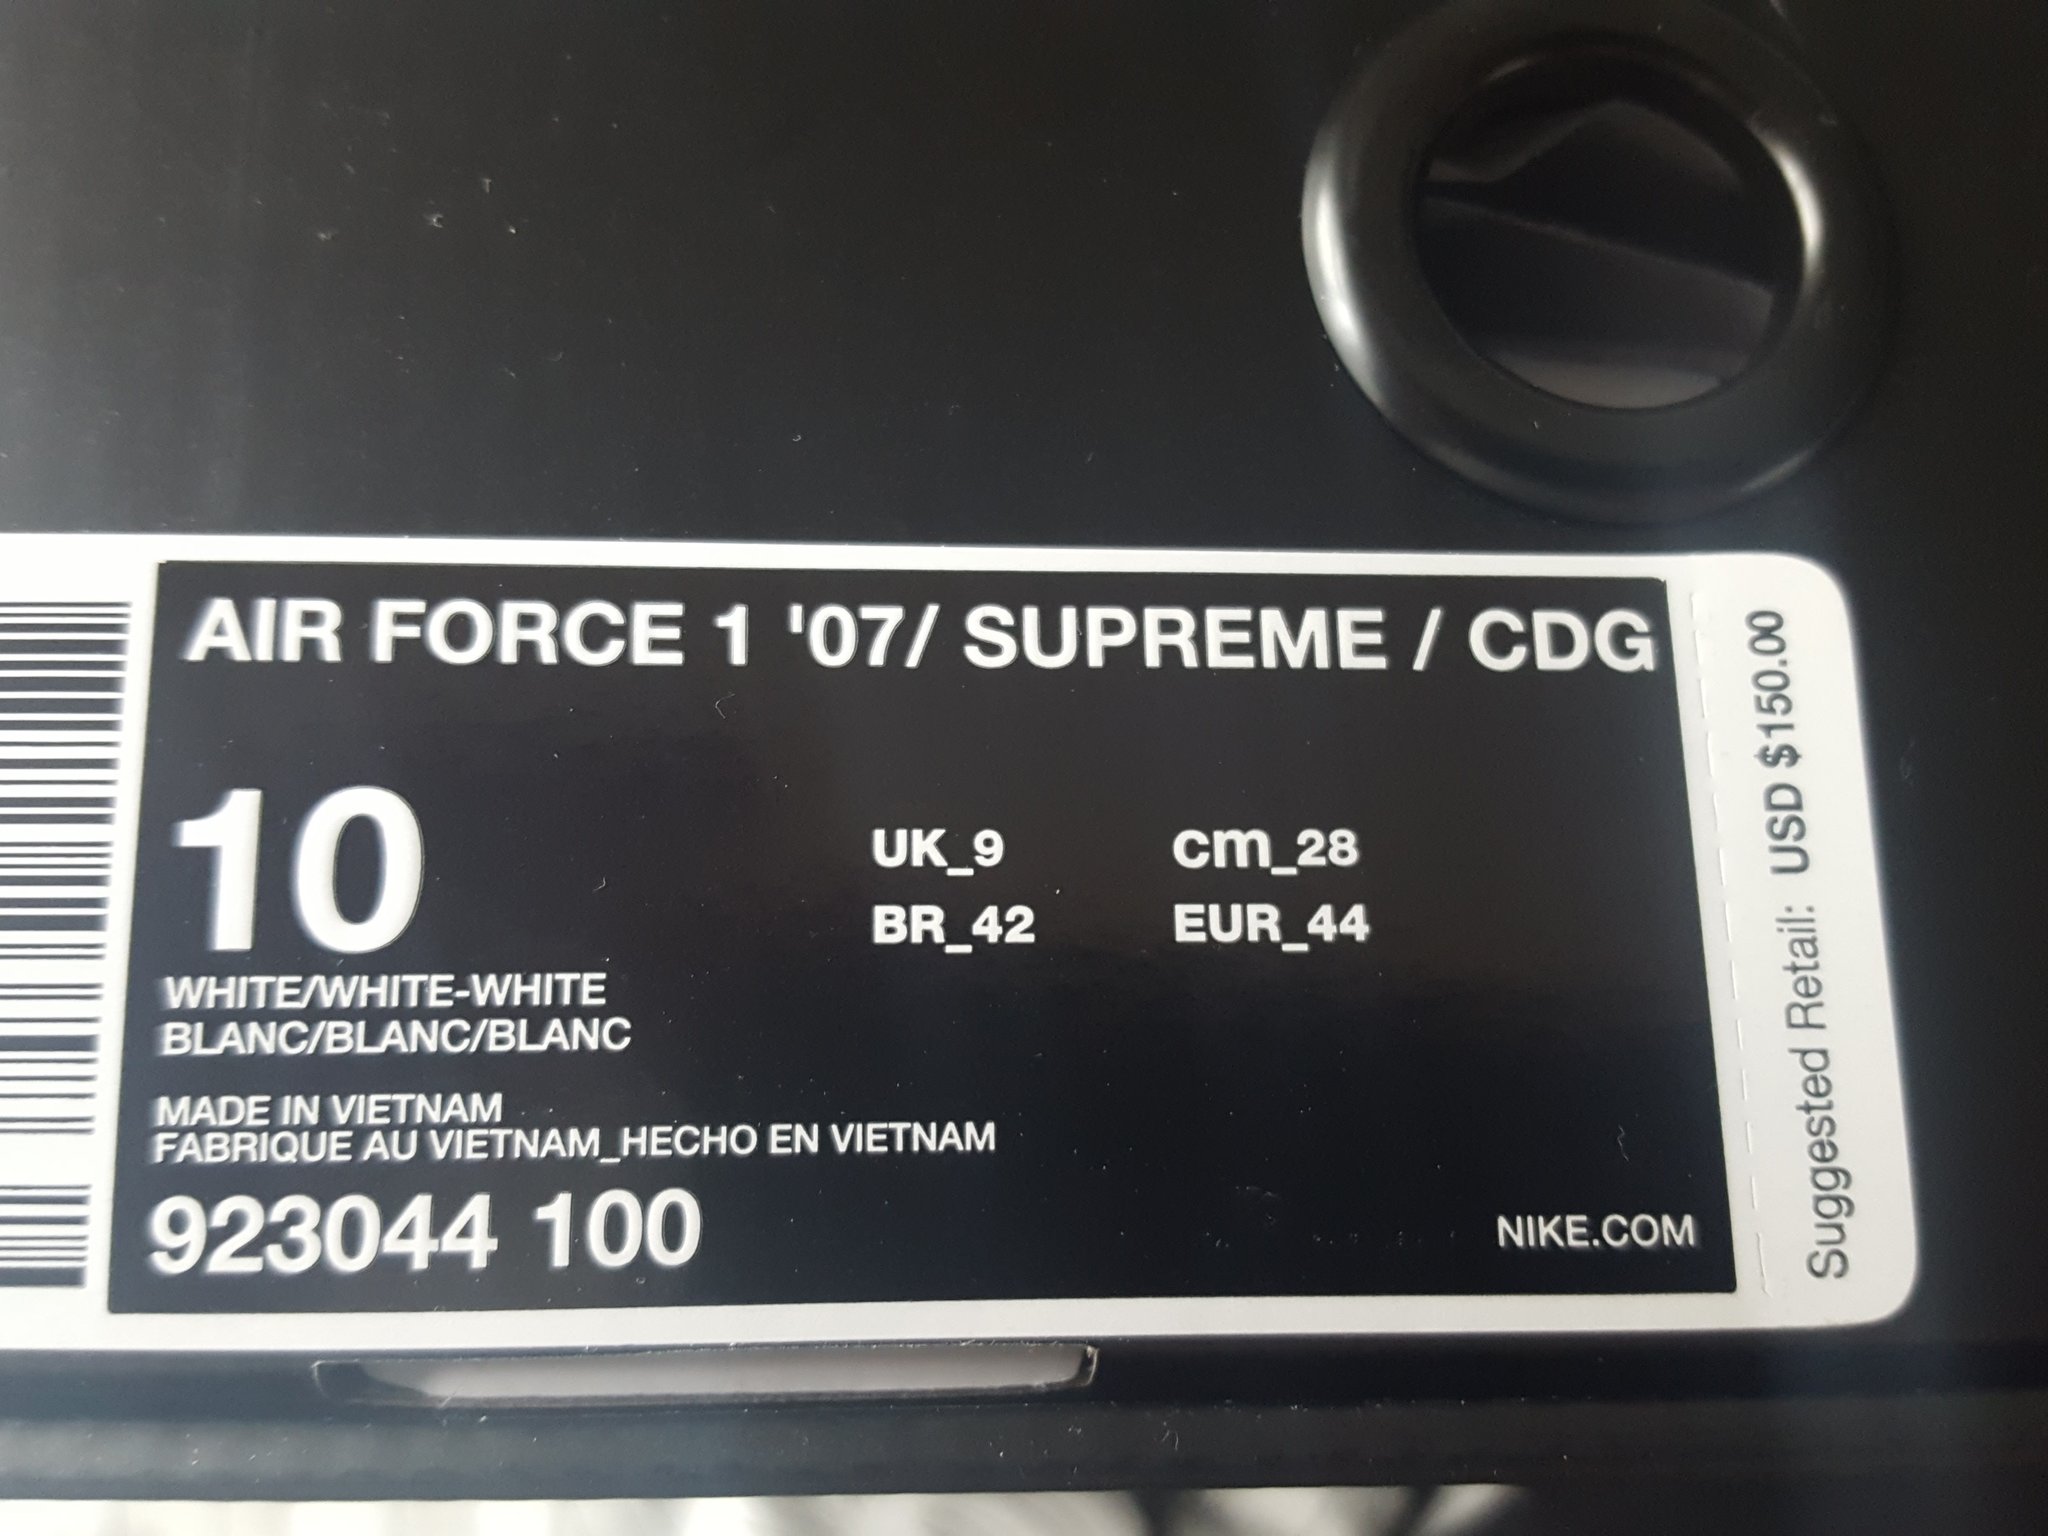 AIR FORCE 1 '07/ SUPREME / CDG
10
UK_9 cm_28
BR_42 EUR_44
WHITE/WHITE-WHITE
BLANC/BLANC/BLANC
MADE IN VIETNAM
FABRIQUE AU VIETNAM_HECHO EN VIETNAM
923044 100
NIKE.COM
Suggested Retail: USD $150.00